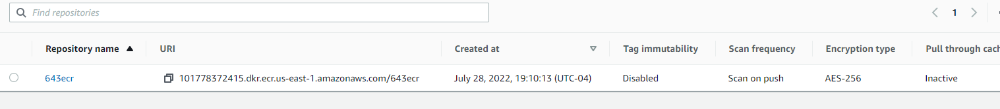 Find repositories
1
Repository name URI Created at Tag immutability Scan frequency Encryption type Pull through cach
643ecr 101778372415.dkr.ecr.us-east-1.amazonaws.com/643ecr July 28, 2022, 19:10:13 (UTC-04) Disabled Scan on push AES-256 Inactive